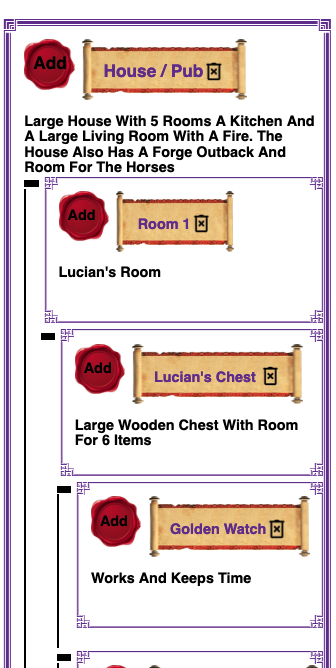 Add
House / Pub
Large House With 5 Rooms A Kitchen And
A Large Living Room With A Fire. The
House Also Has A Forge Outback And
Room For The Horses
Add
Room 1
Lucian's Room
Add
Lucian's Chest
Large Wooden Chest With Room
For 6 Items
Add
Golden Watch
Works And Keeps Time